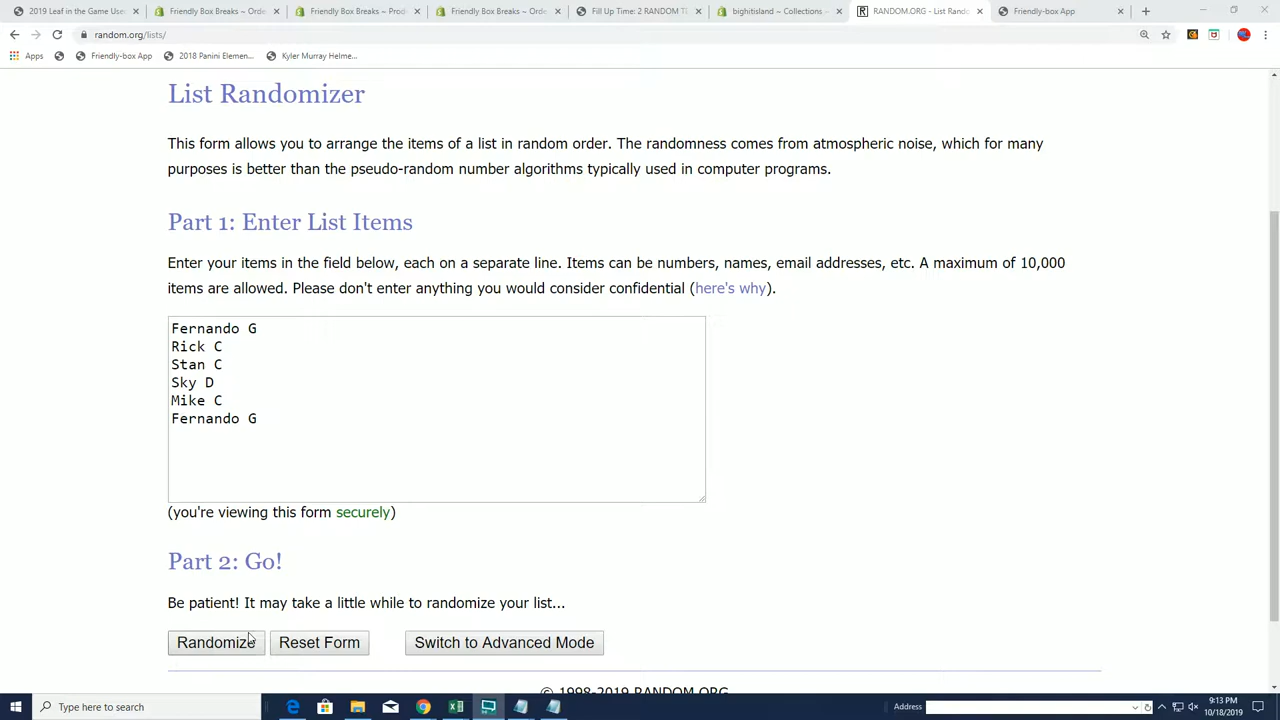 2019 Leaf in the Game Used
Friendly Box Breaks ~ Orde
Friendly Box Breaks ~ Prod
Friendly Box Breaks ~ Orde
Fill Up Time: 2 RANDOM T
bighitisland ~ Collections ~
RANDOM.ORG - List Rando
Friendly-box App
random.org/lists/
Apps
Friendly-box App
2018 Panini Elemen...
Kyler Murray Helme...
List Randomizer
This form allows you to arrange the items of a list in random order. The randomness comes from atmospheric noise, which for many
purposes is better than the pseudo-random number algorithms typically used in computer programs.
Part 1: Enter List Items
Enter your items in the field below, each on a separate line. Items can be numbers, names, email addresses, etc. A maximum of 10,000
items are allowed. Please don't enter anything you would consider confidential (here's why).
Fernando G
Rick C
Stan C
Sky D
Mike C
Fernando G
(you're viewing this form securely)
Part 2: Go!
Be patient! It may take a little while to randomize your list...
Randomize
Reset Form
Switch to Advanced Mode
© 1998-2019 RANDOM.ORG
Type here to search
Address
9:13 PM
10/18/2019